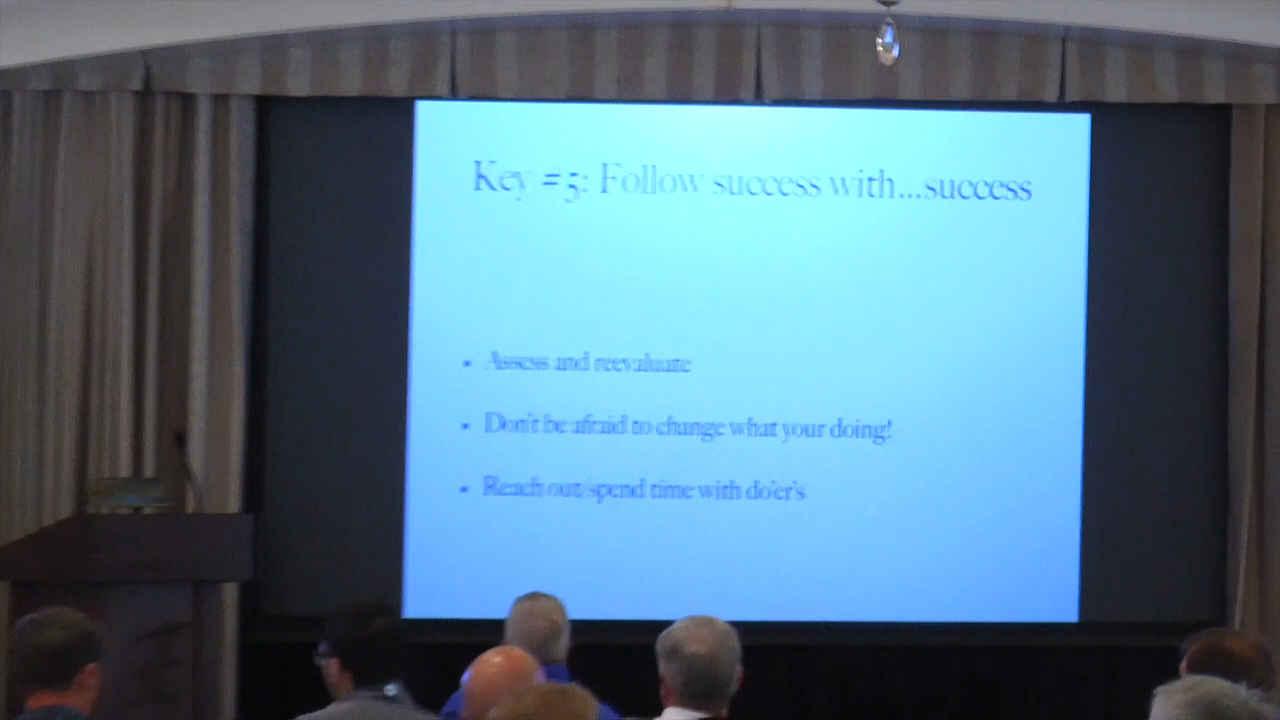 Key #5: Follow success with...success
• Assess and reevaluate
• Don't be afraid to change what your doing!
• Reach out/spend time with do'er's